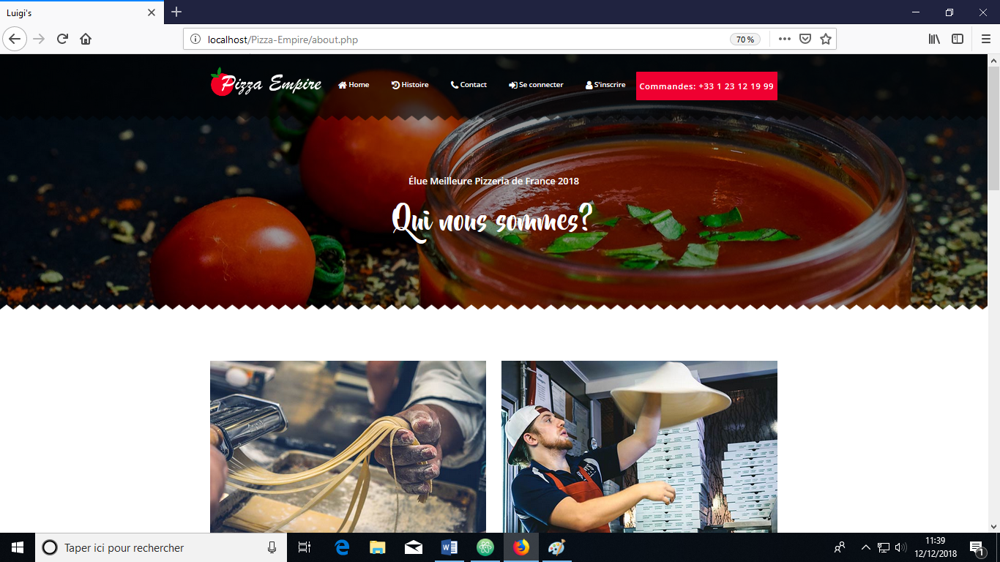 Luigi's
localhost/Pizza-Empire/about.php
70 %
Pizza Empire
Home
Histoire
Contact
Se connecter
S'inscrire
Commandes: +33 1 23 12 19 99
Élue Meilleure Pizzeria de France 2018
Qui nous sommes?
Taper ici pour rechercher
11:39
12/12/2018
1